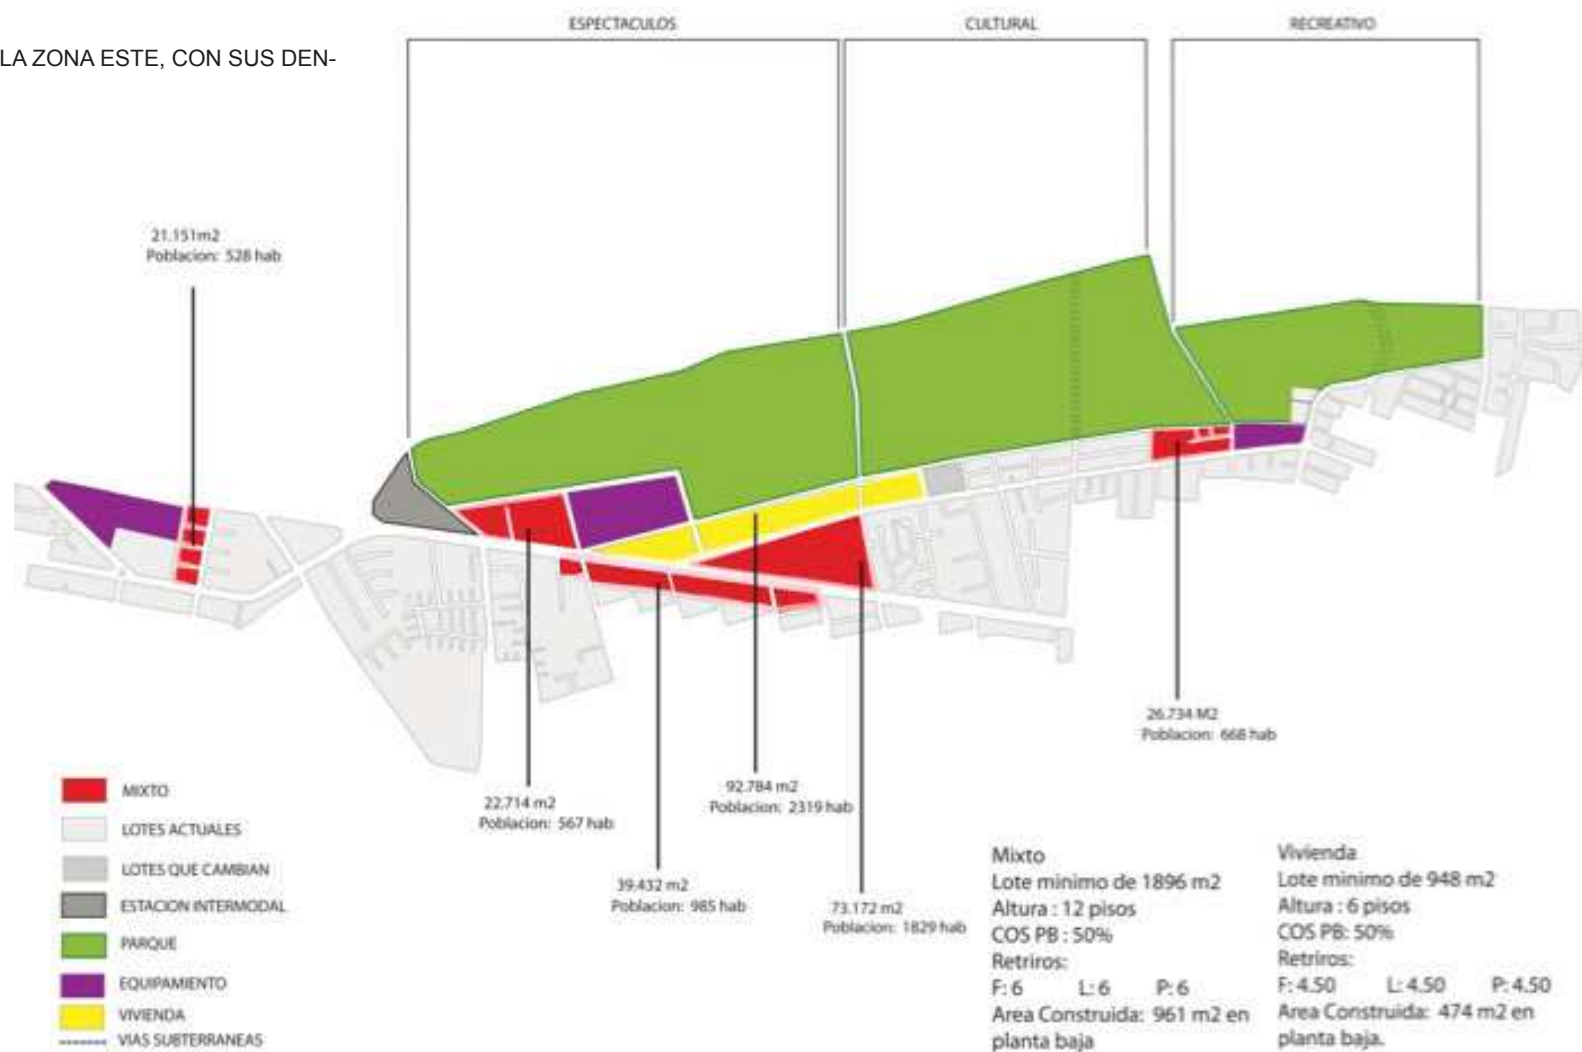 ESPECTACULOS
CULTURAL
RECREATIVO
LA ZONA ESTE, CON SUS DEN-
21.151m2
Poblacion: 528 hab
26.734 M2
Poblacion: 668 hab
22.714 m2
Poblacion: 567 hab
92.784 m2
Poblacion: 2319 hab
39.432 m2
Poblacion: 985 hab
73.172 m2
Poblacion: 1829 hab
MIXTO
LOTES ACTUALES
LOTES QUE CAMBIAN
ESTACION INTERMODAL
PARQUE
EQUIPAMIENTO
VIVIENDA
VIAS SUBTERRANEAS
Mixto
Lote minimo de 1896 m2
Altura : 12 pisos
COS PB : 50%
Retriros:
F: 6 L: 6 P: 6
Area Construida: 961 m2 en
planta baja
Vivienda
Lote minimo de 948 m2
Altura : 6 pisos
COS PB: 50%
Retriros:
F: 4.50 L: 4.50 P: 4.50
Area Construida: 474 m2 en
planta baja.